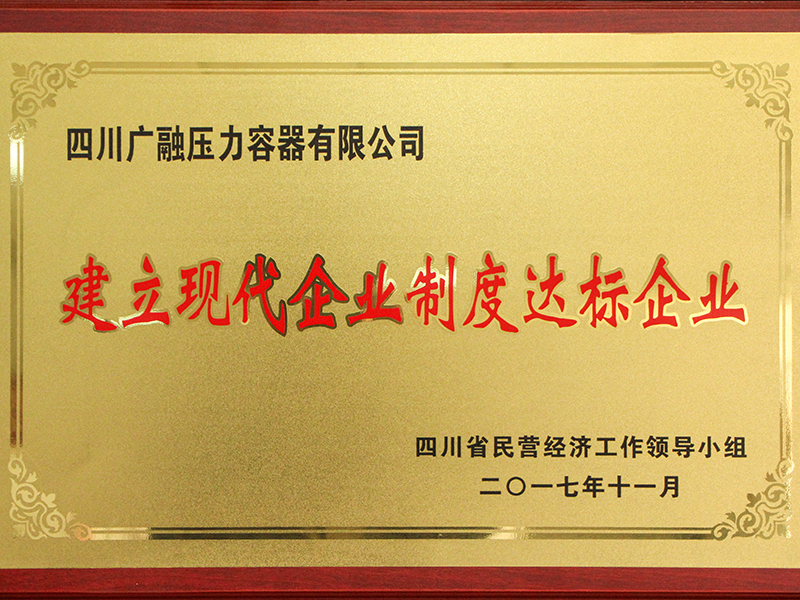 四川广融压力容器有限公司
建立现代企业制度达标企业
四川省民营经济工作领导小组
二〇一七年十一月